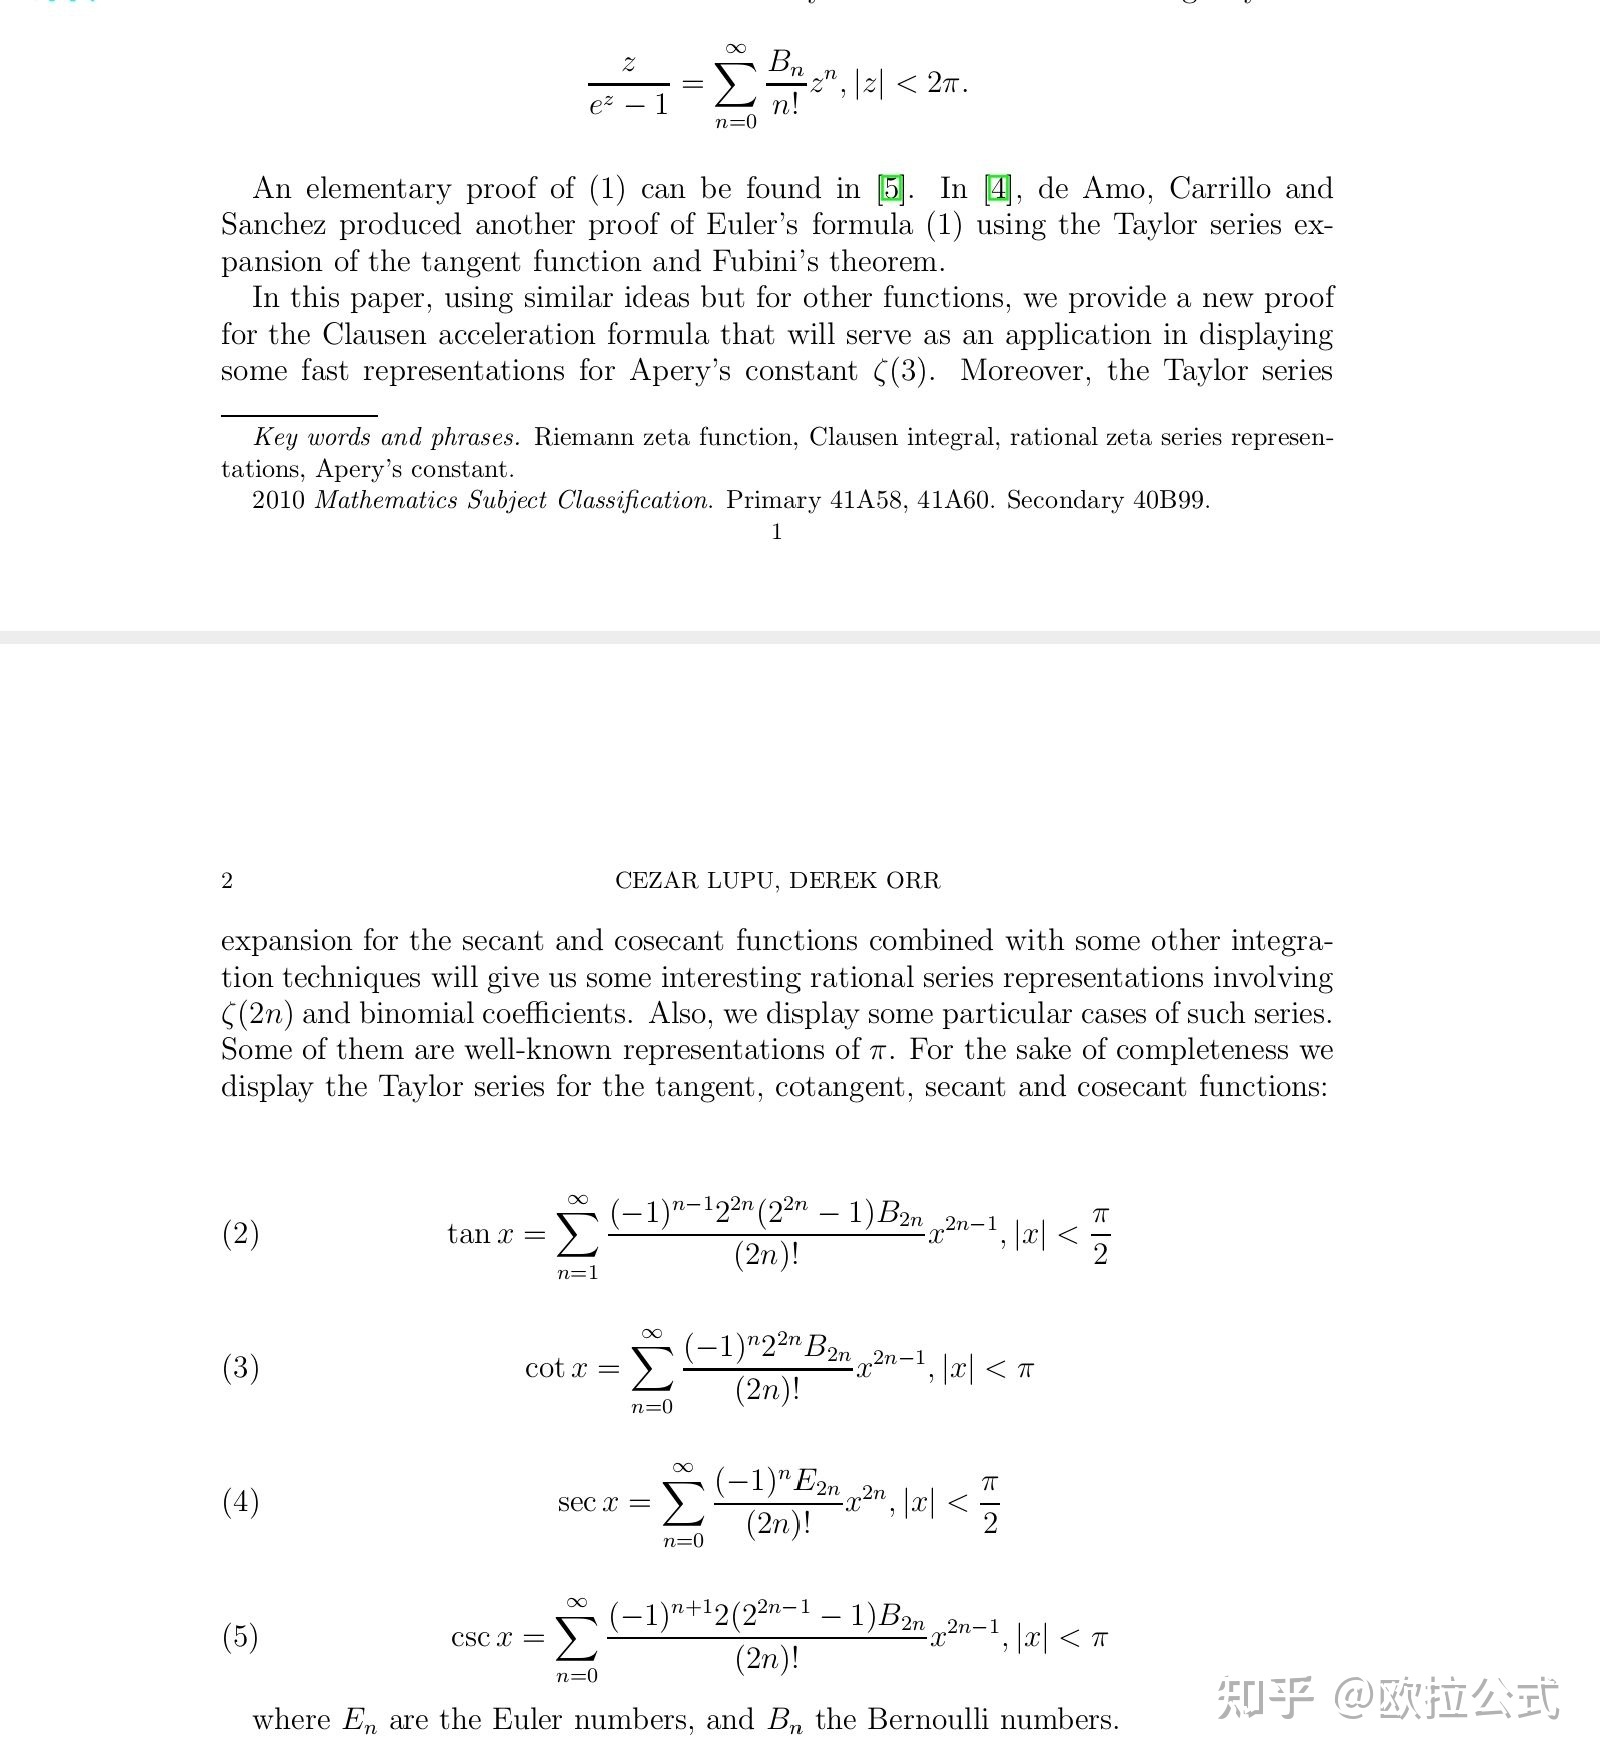 \frac{z}{e^z - 1} = \sum_{n=0}^{\infty} \frac{B_n}{n!} z^n, |z| < 2\pi.
An elementary proof of (1) can be found in [5]. In [4], de Amo, Carrillo and
Sanchez produced another proof of Euler's formula (1) using the Taylor series ex-
pansion of the tangent function and Fubini's theorem.
In this paper, using similar ideas but for other functions, we provide a new proof
for the Clausen acceleration formula that will serve as an application in displaying
some fast representations for Apery's constant ζ(3). Moreover, the Taylor series
Key words and phrases. Riemann zeta function, Clausen integral, rational zeta series represen-
tations, Apery's constant.
2010 Mathematics Subject Classification. Primary 41A58, 41A60. Secondary 40B99.
1
2 CEZAR LUPU, DEREK ORR
expansion for the secant and cosecant functions combined with some other integra-
tion techniques will give us some interesting rational series representations involving
ζ(2n) and binomial coefficients. Also, we display some particular cases of such series.
Some of them are well-known representations of π. For the sake of completeness we
display the Taylor series for the tangent, cotangent, secant and cosecant functions:
(2) \tan x = \sum_{n=1}^{\infty} \frac{(-1)^{n-1} 2^{2n} (2^{2n} - 1) B_{2n}}{(2n)!} x^{2n-1}, |x| < \frac{\pi}{2}
(3) \cot x = \sum_{n=0}^{\infty} \frac{(-1)^n 2^{2n} B_{2n}}{(2n)!} x^{2n-1}, |x| < \pi
(4) \sec x = \sum_{n=0}^{\infty} \frac{(-1)^n E_{2n}}{(2n)!} x^{2n}, |x| < \frac{\pi}{2}
(5) \csc x = \sum_{n=0}^{\infty} \frac{(-1)^{n+1} 2 (2^{2n-1} - 1) B_{2n}}{(2n)!} x^{2n-1}, |x| < \pi
where E_n are the Euler numbers, and B_n the Bernoulli numbers.
知乎 @欧拉公式